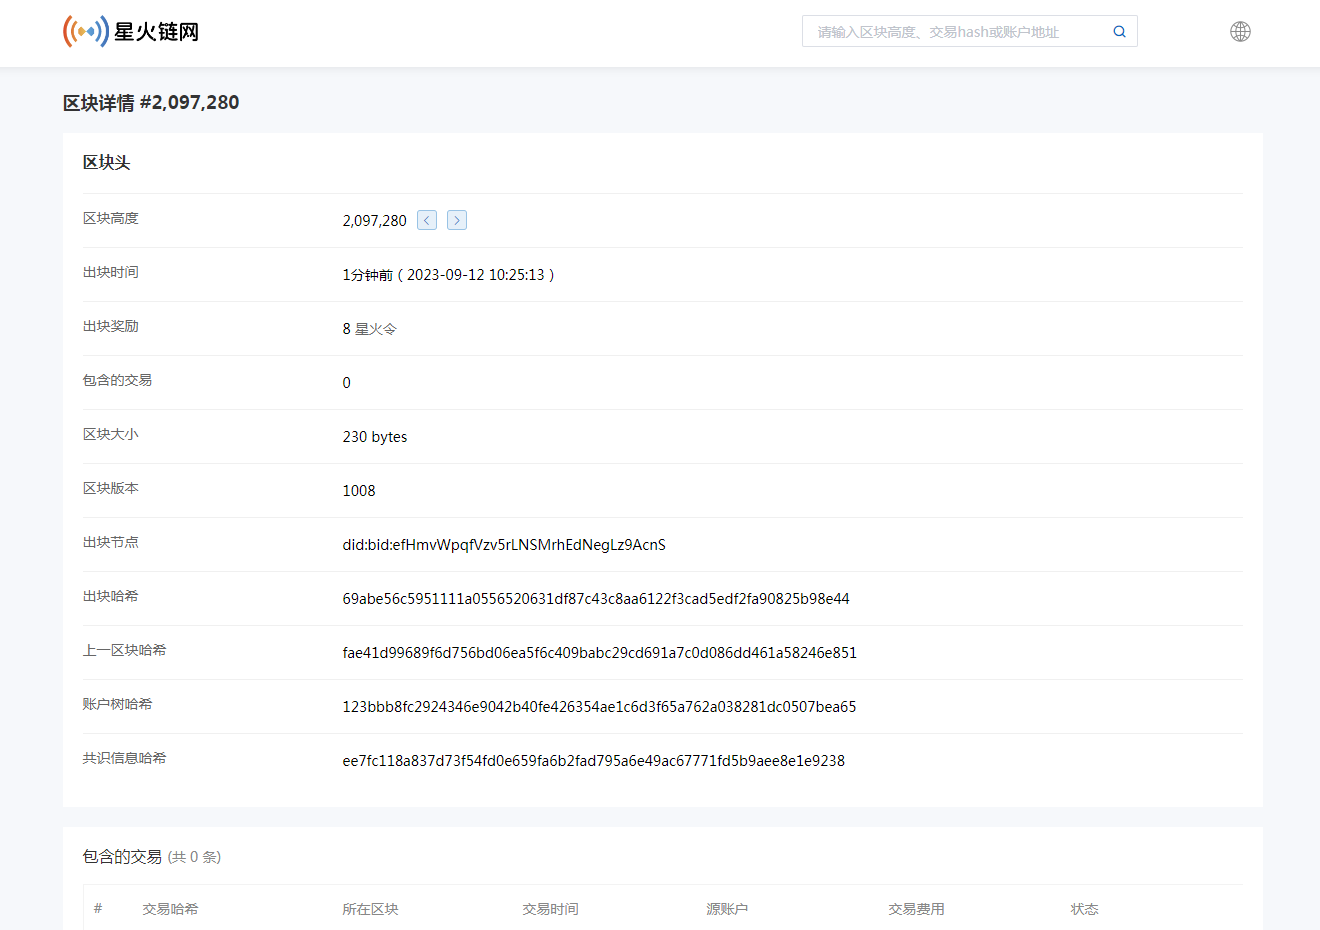 星火链网
请输入区块高度、交易hash或账户地址
区块详情 #2,097,280
区块头
区块高度 2,097,280
出块时间 1分钟前 ( 2023-09-12 10:25:13 )
出块奖励 8 星火令
包含的交易 0
区块大小 230 bytes
区块版本 1008
出块节点 did:bid:efHmvWpqfVzv5rLNSMrhEdNegLz9AcnS
出块哈希 69abe56c5951111a0556520631df87c43c8aa6122f3cad5edf2fa90825b98e44
上一区块哈希 fae41d99689f6d756bd06ea5f6c409babc29cd691a7c0d086dd461a58246e851
账户树哈希 123bbb8fc2924346e9042b40fe426354ae1c6d3f65a762a038281dc0507bea65
共识信息哈希 ee7fc118a837d73f54fd0e659fa6b2fad795a6e49ac67771fd5b9aee8e1e9238
包含的交易 (共 0 条)
# 交易哈希 所在区块 交易时间 源账户 交易费用 状态